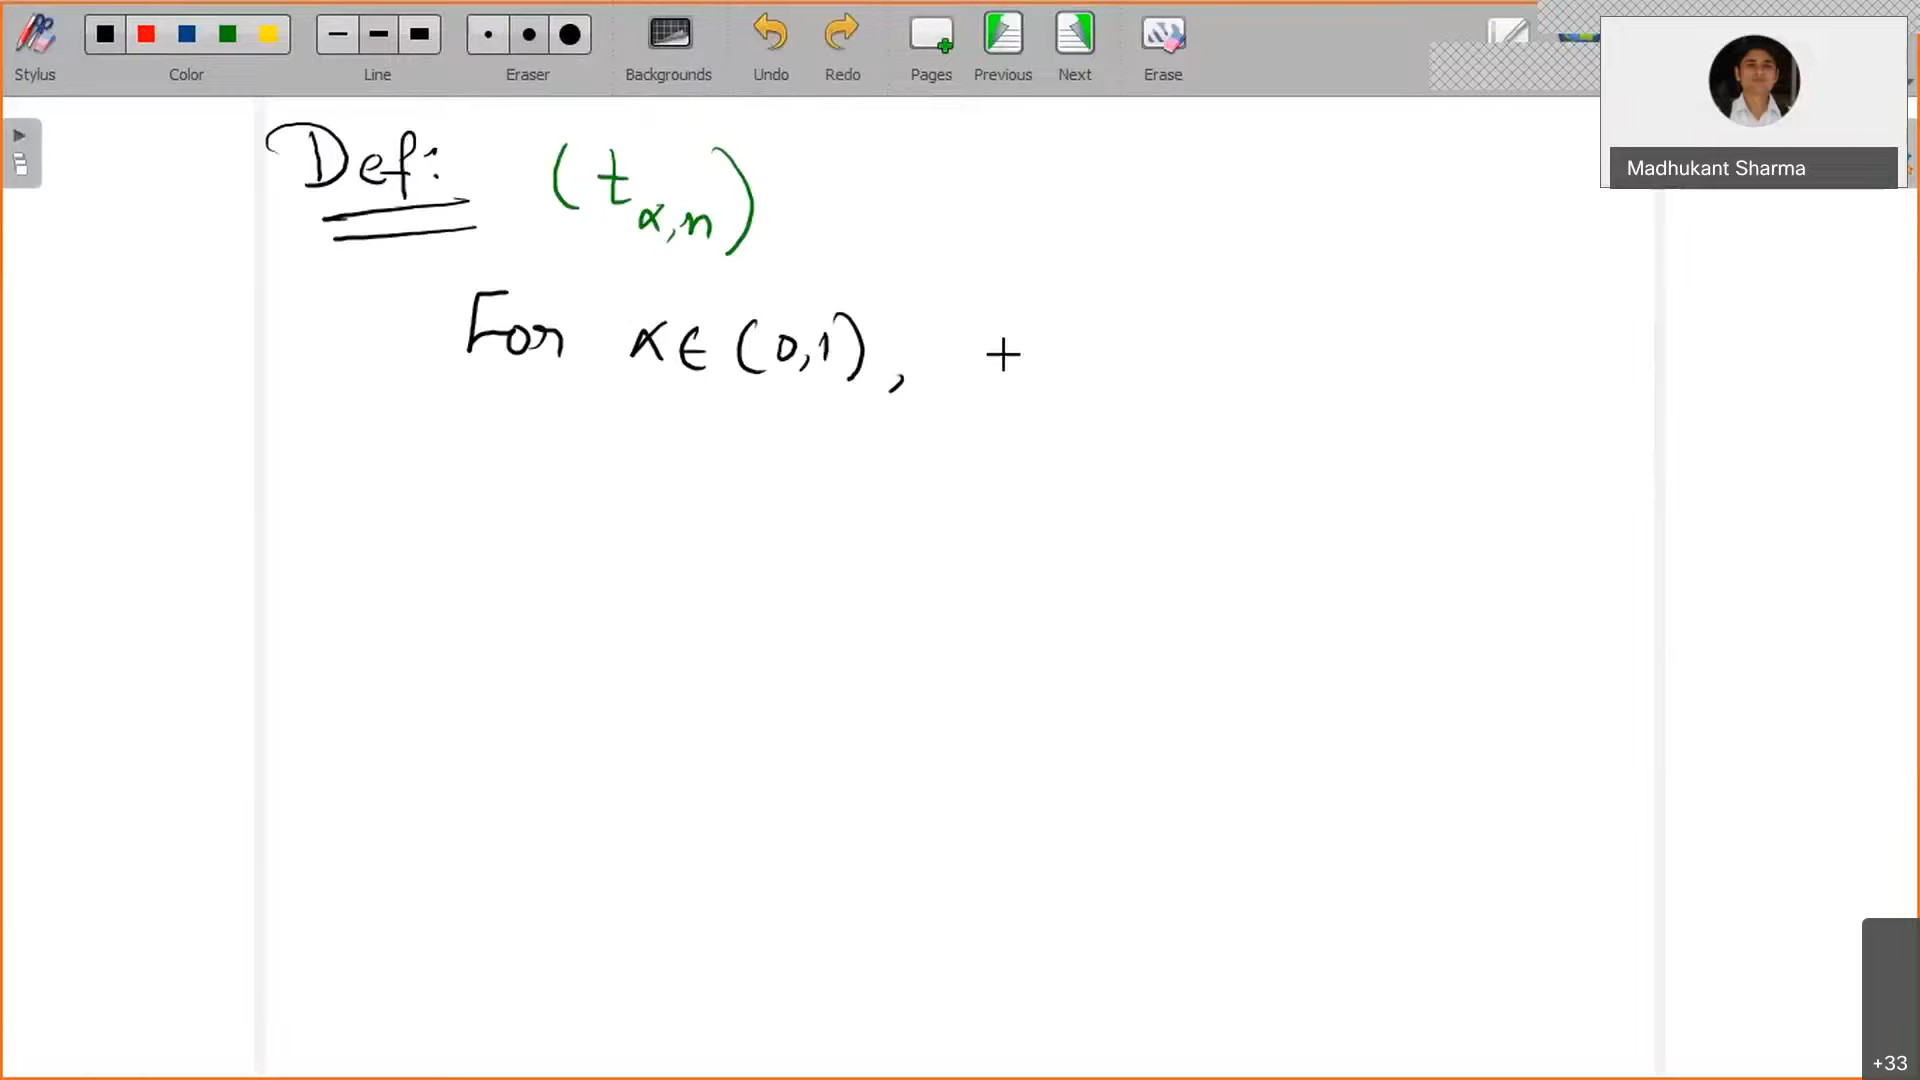 Stylus Color Line Eraser Backgrounds Undo Redo Pages Previous Next Erase
Madhukant Sharma
Def: (t_{α,n})
For α∈(0,1),
+33